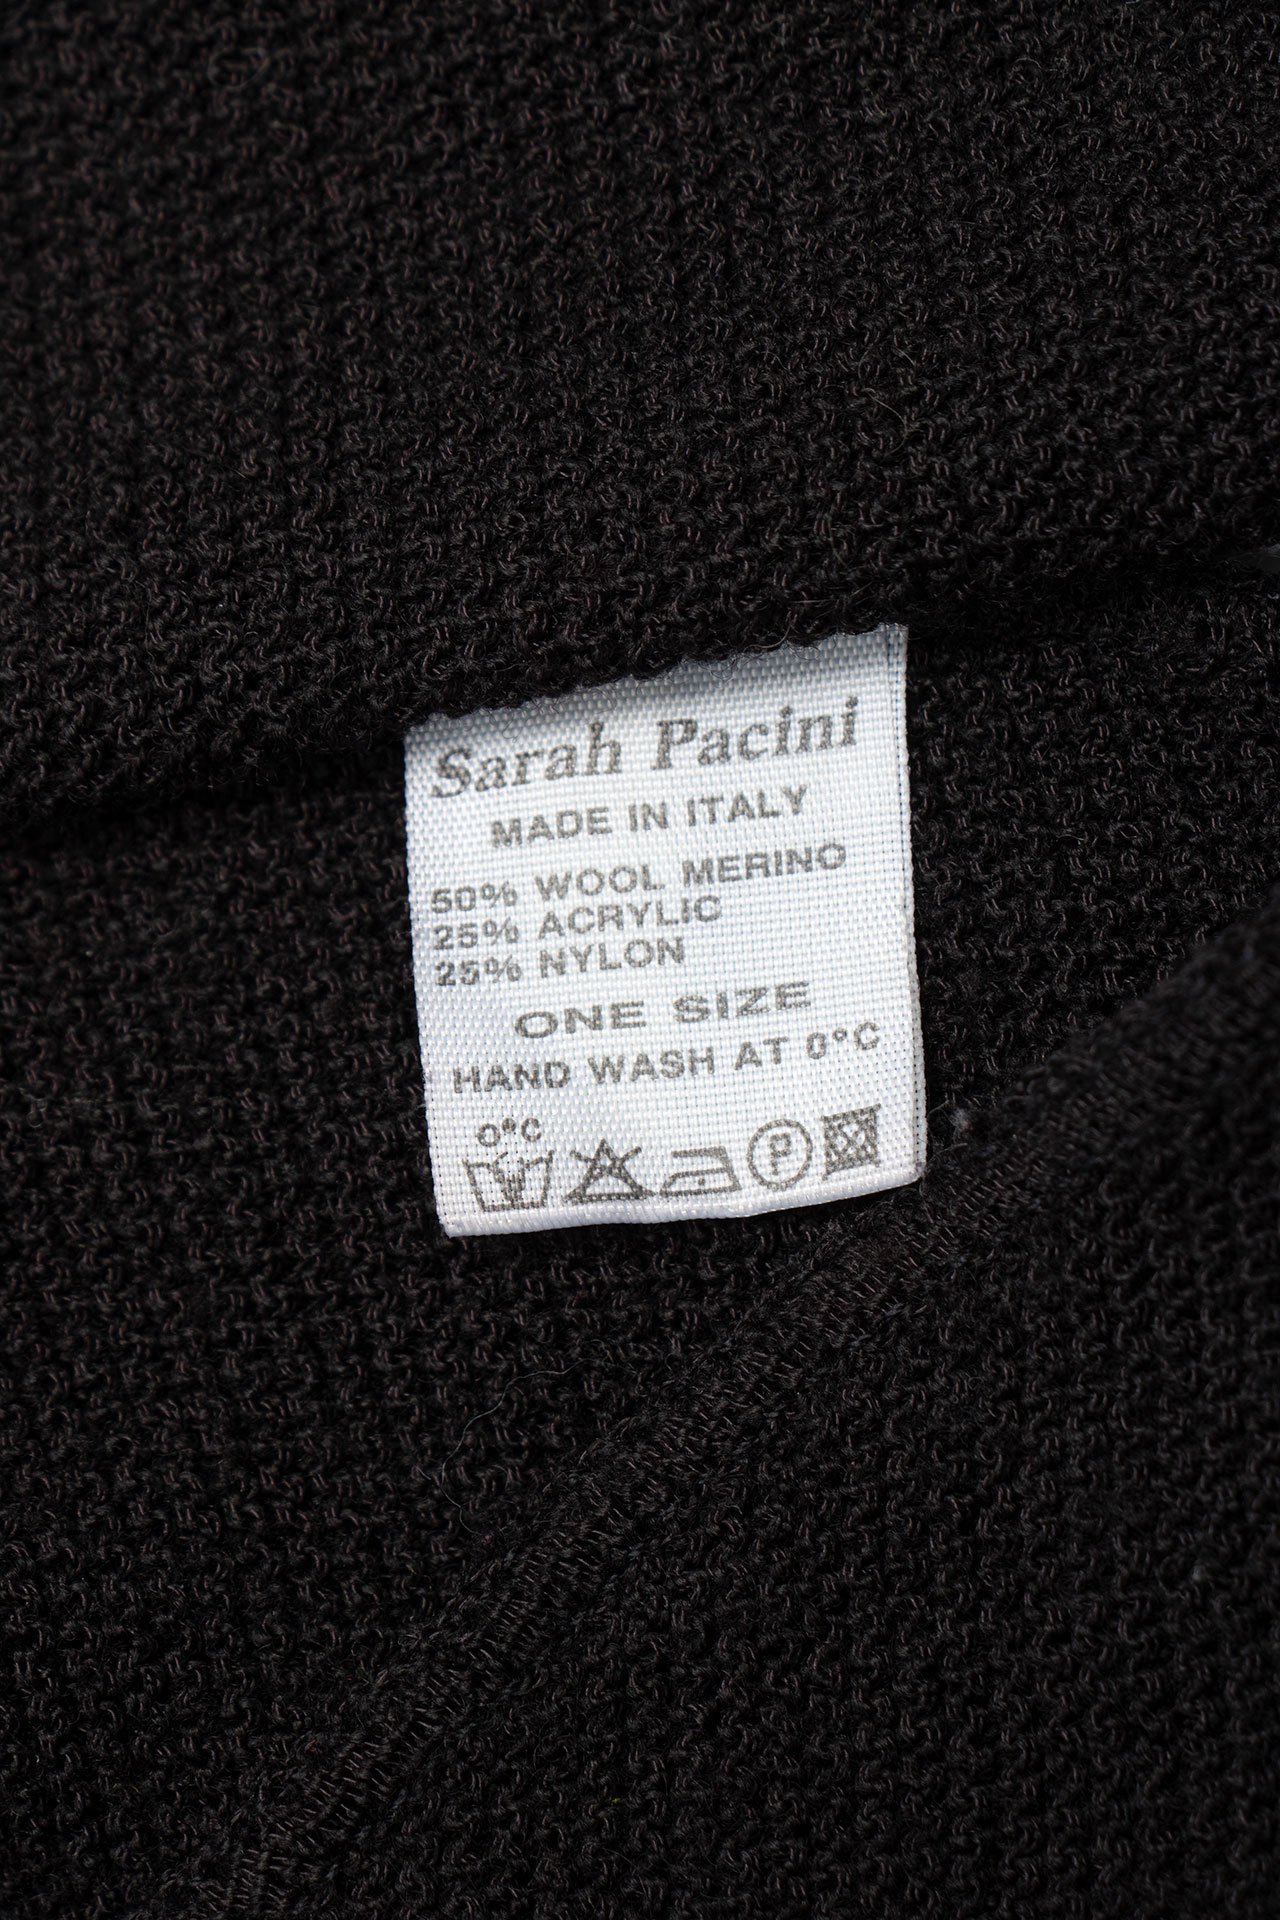 Sarah Pacini
MADE IN ITALY
50% WOOL MERINO
25% ACRYLIC
25% NYLON
ONE SIZE
HAND WASH AT 0°C
0°C
P